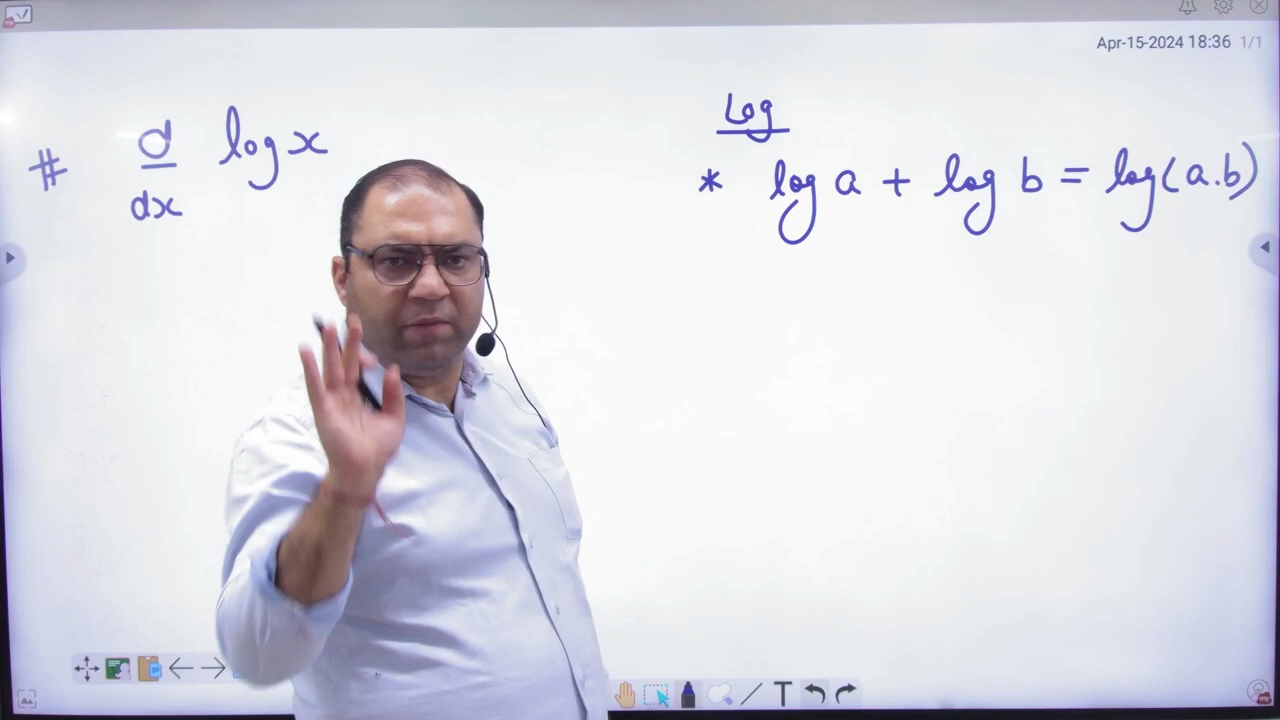 Apr-15-2024 18:36 1/1
# d/dx log x
Log
* log a + log b = log(a.b)
T